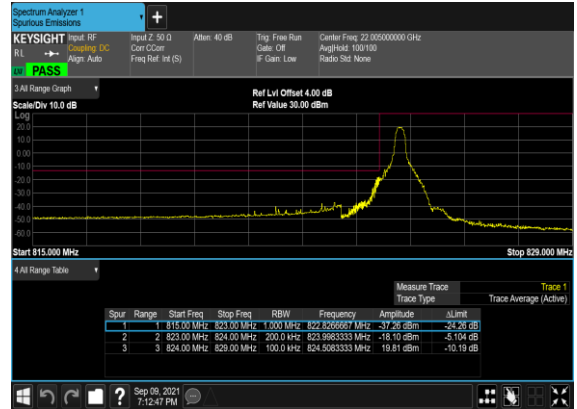 Spectrum Analyzer 1
Spurious Emissions
KEYSIGHT Input: RF Input Z: 50 Ω Atten: 40 dB Trig: Free Run Center Freq: 22.005000000 GHz
RL Coupling: DC Corr CCorr Gate: Off Avg|Hold: 100/100
Align: Auto Freq Ref: Int (S) IF Gain: Low Radio Std: None
PASS
3 All Range Graph
Ref Lvl Offset 4.00 dB
Scale/Div 10.0 dB Ref Value 30.00 dBm
Log
20.0
10.0
0.00
-10.0
-20.0
-30.0
-40.0
-50.0
-60.0
Start 815.000 MHz Stop 829.000 MHz
4 All Range Table
Measure Trace Trace 1
Trace Type Trace Average (Active)
Spur Range Start Freq Stop Freq RBW Frequency Amplitude ΔLimit
1 1 815.00 MHz 823.00 MHz 1.000 MHz 822.8266667 MHz -37.26 dBm -24.26 dB
2 2 823.00 MHz 824.00 MHz 200.0 kHz 823.9983333 MHz -18.10 dBm -5.104 dB
3 3 824.00 MHz 829.00 MHz 100.0 kHz 824.5083333 MHz 19.81 dBm -10.19 dB
? Sep 09, 2021
7:12:47 PM